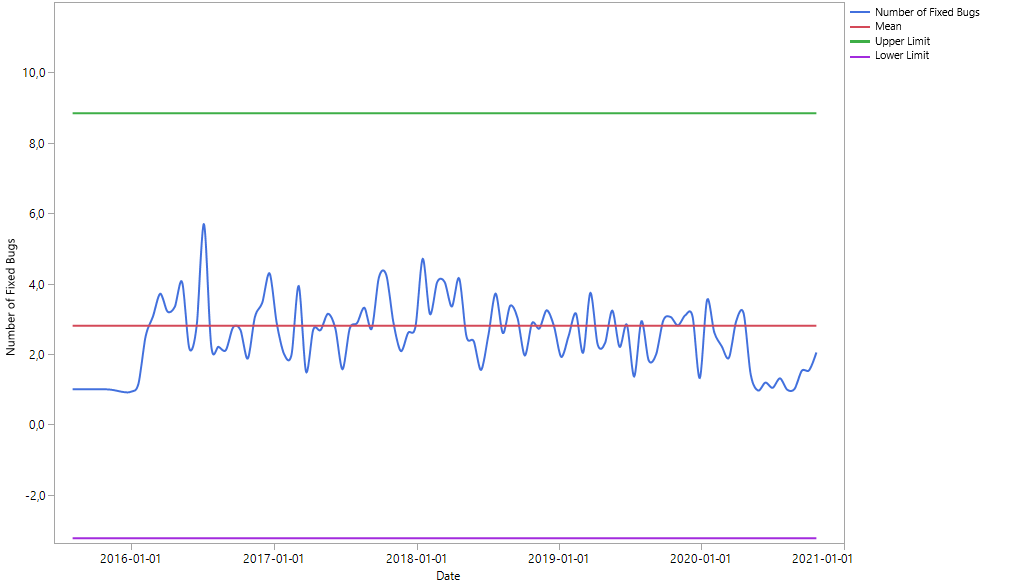 Number of Fixed Bugs
Mean
Upper Limit
Lower Limit
Number of Fixed Bugs
10,0
8,0
6,0
4,0
2,0
0,0
-2,0
2016-01-01
2017-01-01
2018-01-01
2019-01-01
2020-01-01
2021-01-01
Date